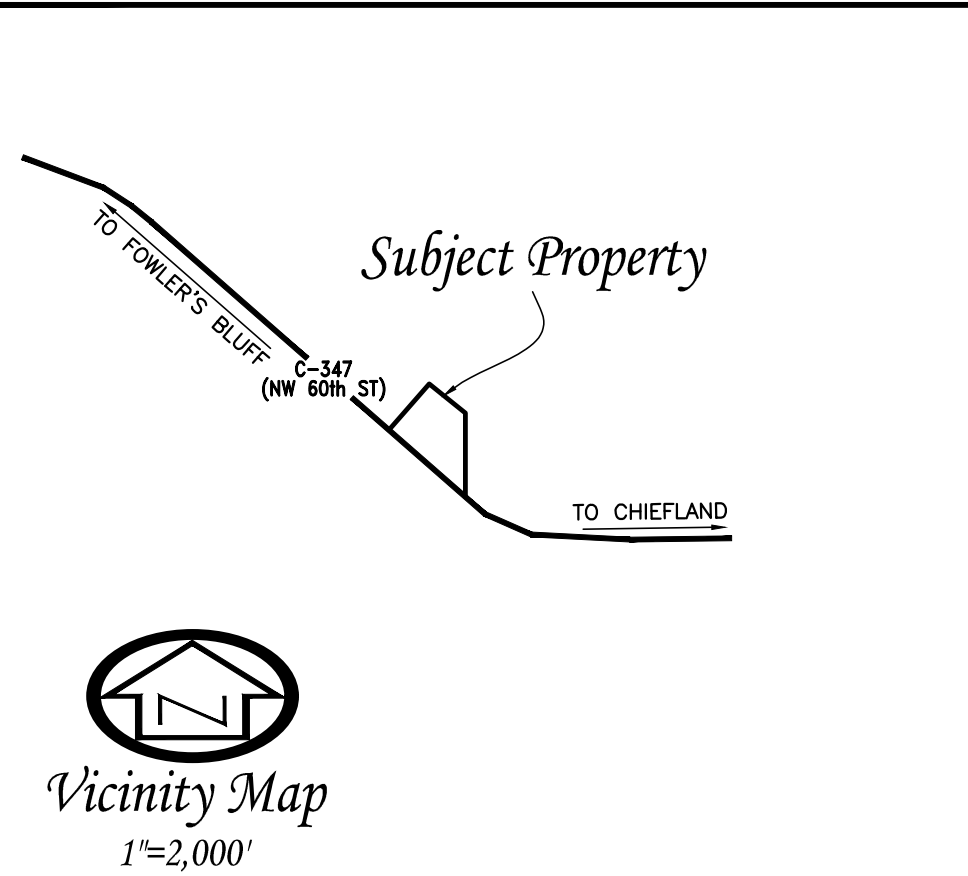 TO FOWLER'S BLUFF
Subject Property
C-347
(NW 60th ST)
TO CHIEFLAND
N
Vicinity Map
1"=2,000'